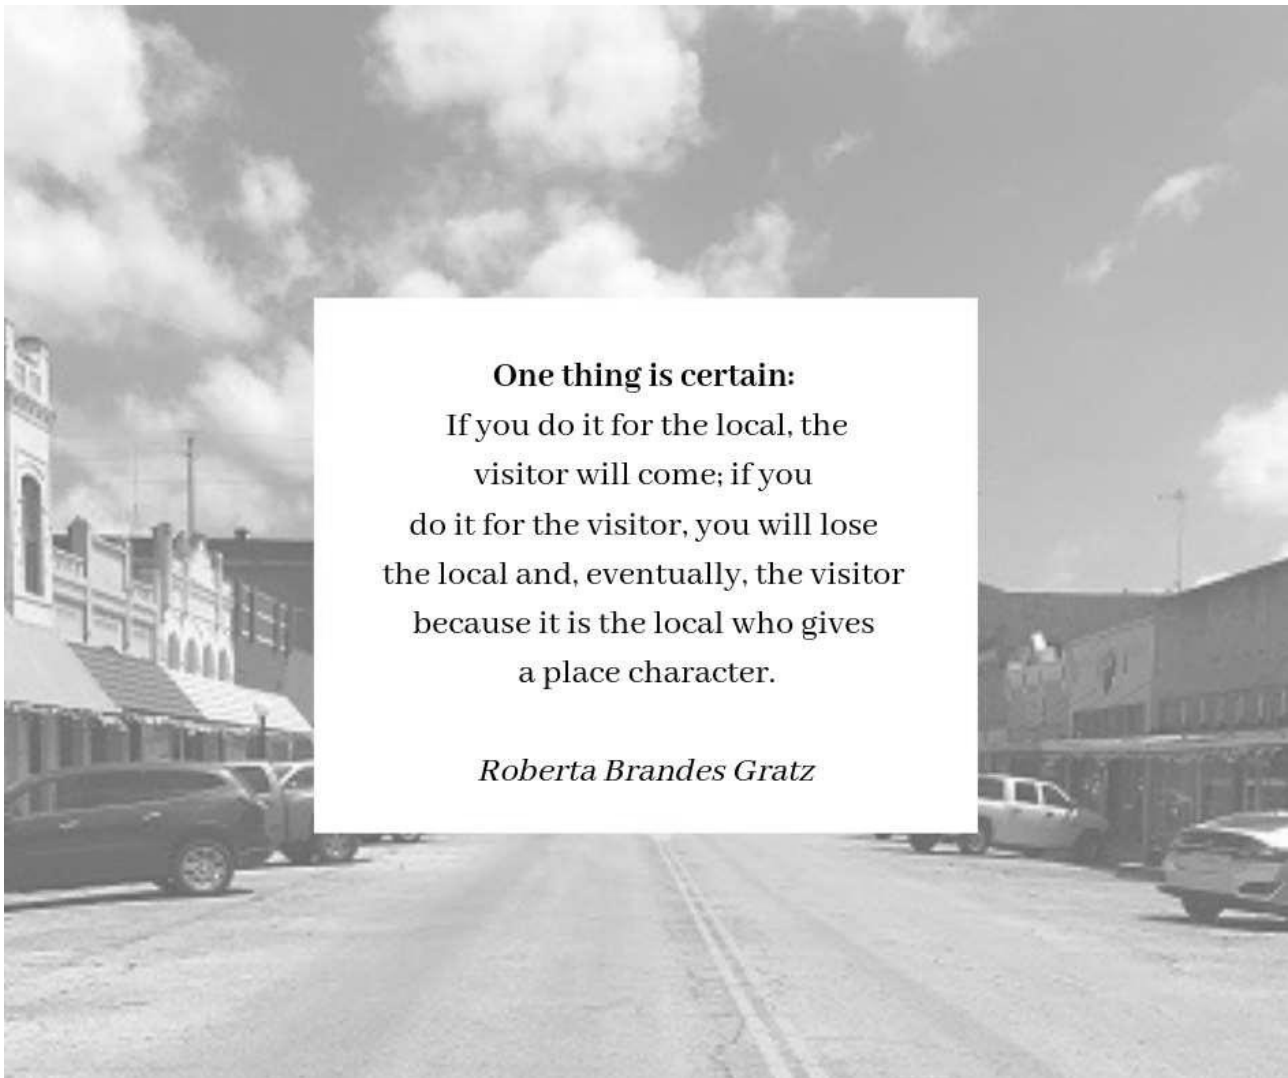 One thing is certain:
If you do it for the local, the
visitor will come; if you
do it for the visitor, you will lose
the local and, eventually, the visitor
because it is the local who gives
a place character.
Roberta Brandes Gratz